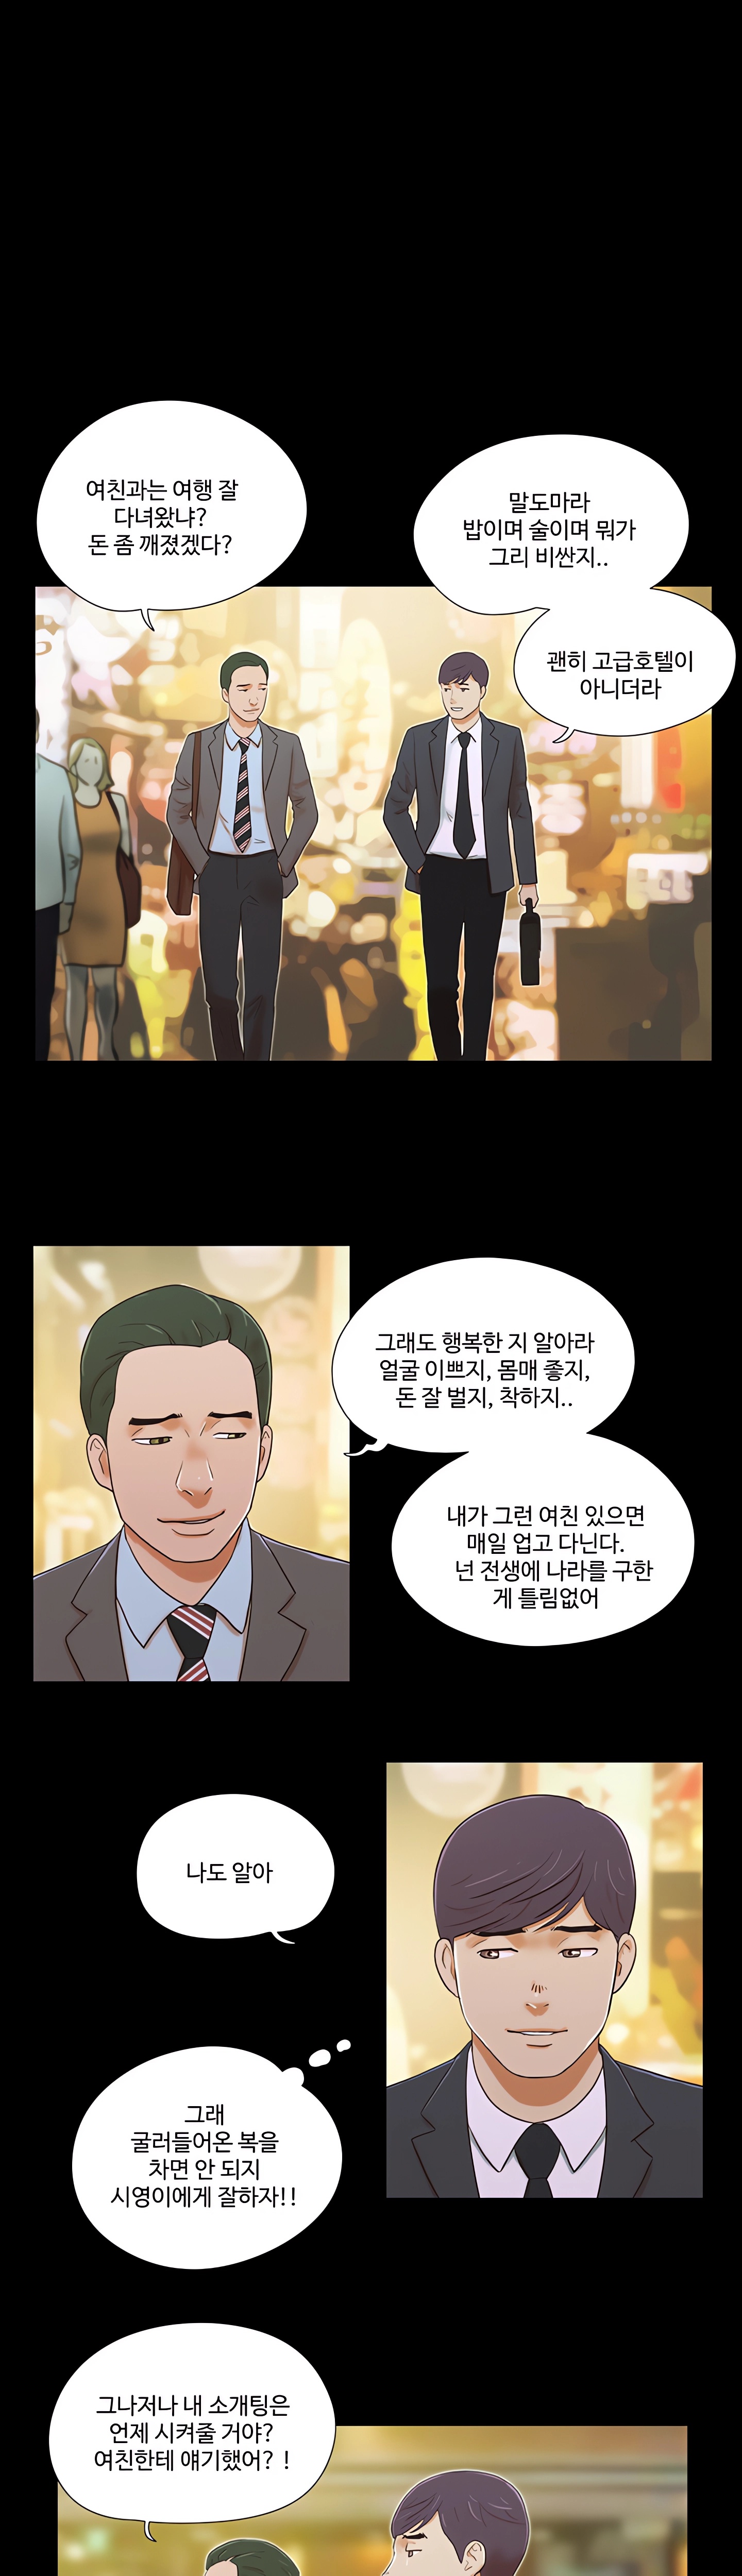 여친과는 여행 잘
다녀왔냐?
돈 좀 깨졌겠다?
말도마라
밥이며 술이며 뭐가
그리 비싼지..
괜히 고급호텔이
아니더라
그래도 행복한 지 알아라
얼굴 이쁘지, 몸매 좋지,
돈 잘 벌지, 착하지..
내가 그런 여친 있으면
매일 업고 다닌다.
넌 전생에 나라를 구한
게 틀림없어
나도 알아
그래
굴러들어온 복을
차면 안 되지
시영이에게 잘하자!!
그나저나 내 소개팅은
언제 시켜줄 거야?
여친한테 얘기했어? !